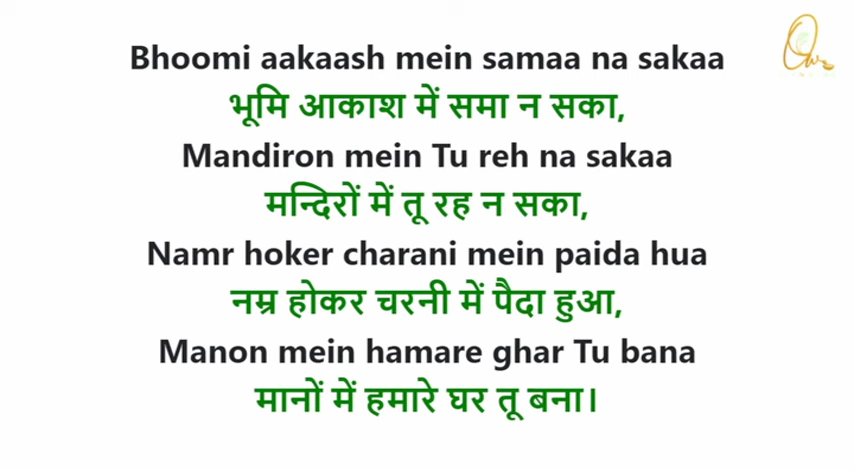 Bhoomi aakaash mein samaa na sakaa
भूमि आकाश में समा न सका,
Mandiron mein Tu reh na sakaa
मन्दिरों में तू रह न सका,
Namr hoker charani mein paida hua
नम्र होकर चरनी में पैदा हुआ,
Manon mein hamare ghar Tu bana
मानों में हमारे घर तू बना।